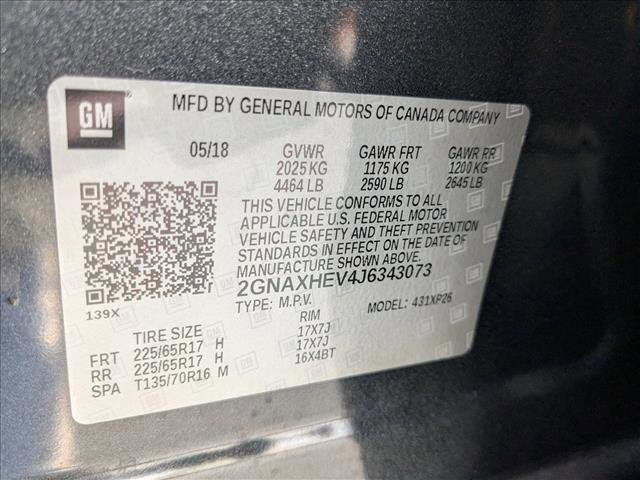 GM
MFD BY GENERAL MOTORS OF CANADA COMPANY
05/18 GVWR GAWR FRT GAWR RR
2025 KG 1175 KG 1200 KG
4464 LB 2590 LB 2645 LB
THIS VEHICLE CONFORMS TO ALL
APPLICABLE U.S. FEDERAL MOTOR
VEHICLE SAFETY AND THEFT PREVENTION
STANDARDS IN EFFECT ON THE DATE OF
MANUFACTURE SHOWN ABOVE.
2GNAXHEV4J6343073
139X
TYPE: M.P.V. MODEL: 431XP26
TIRE SIZE RIM
FRT 225/65R17 H 17X7J
RR 225/65R17 H 17X7J
SPA T135/70R16 M 16X4BT